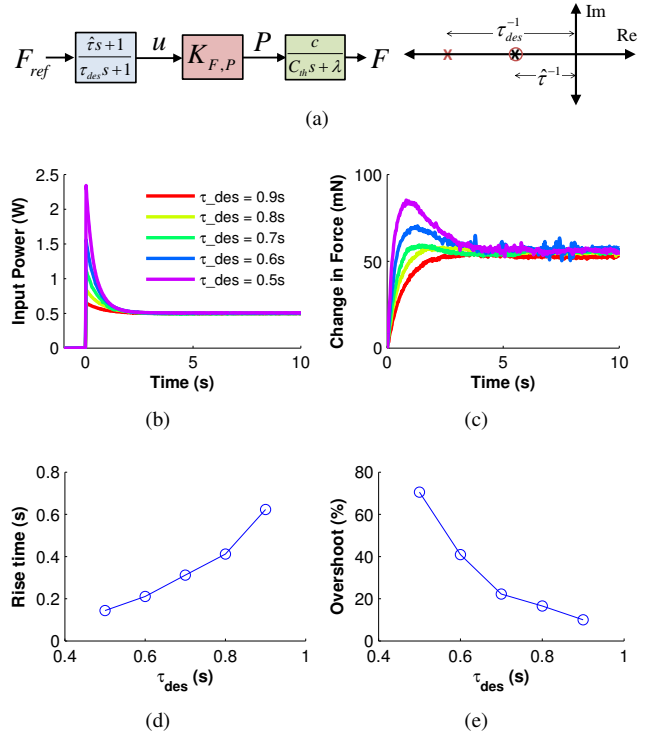 F_ref τ̂s+1 / τ_des s+1 u K_F,P P c / C_th s+λ F τ_des^-1 τ̂^-1 Im Re
x x
(a)
Input Power (W)
2.5
2
1.5
1
0.5
0
τ_des = 0.9s
τ_des = 0.8s
τ_des = 0.7s
τ_des = 0.6s
τ_des = 0.5s
0 5 10
Time (s)
(b)
Change in Force (mN)
100
50
0
0 5 10
Time (s)
(c)
Rise time (s)
0.8
0.6
0.4
0.2
0
0.4 0.6 0.8 1
τ_des (s)
(d)
Overshoot (%)
80
60
40
20
0
0.4 0.6 0.8 1
τ_des (s)
(e)